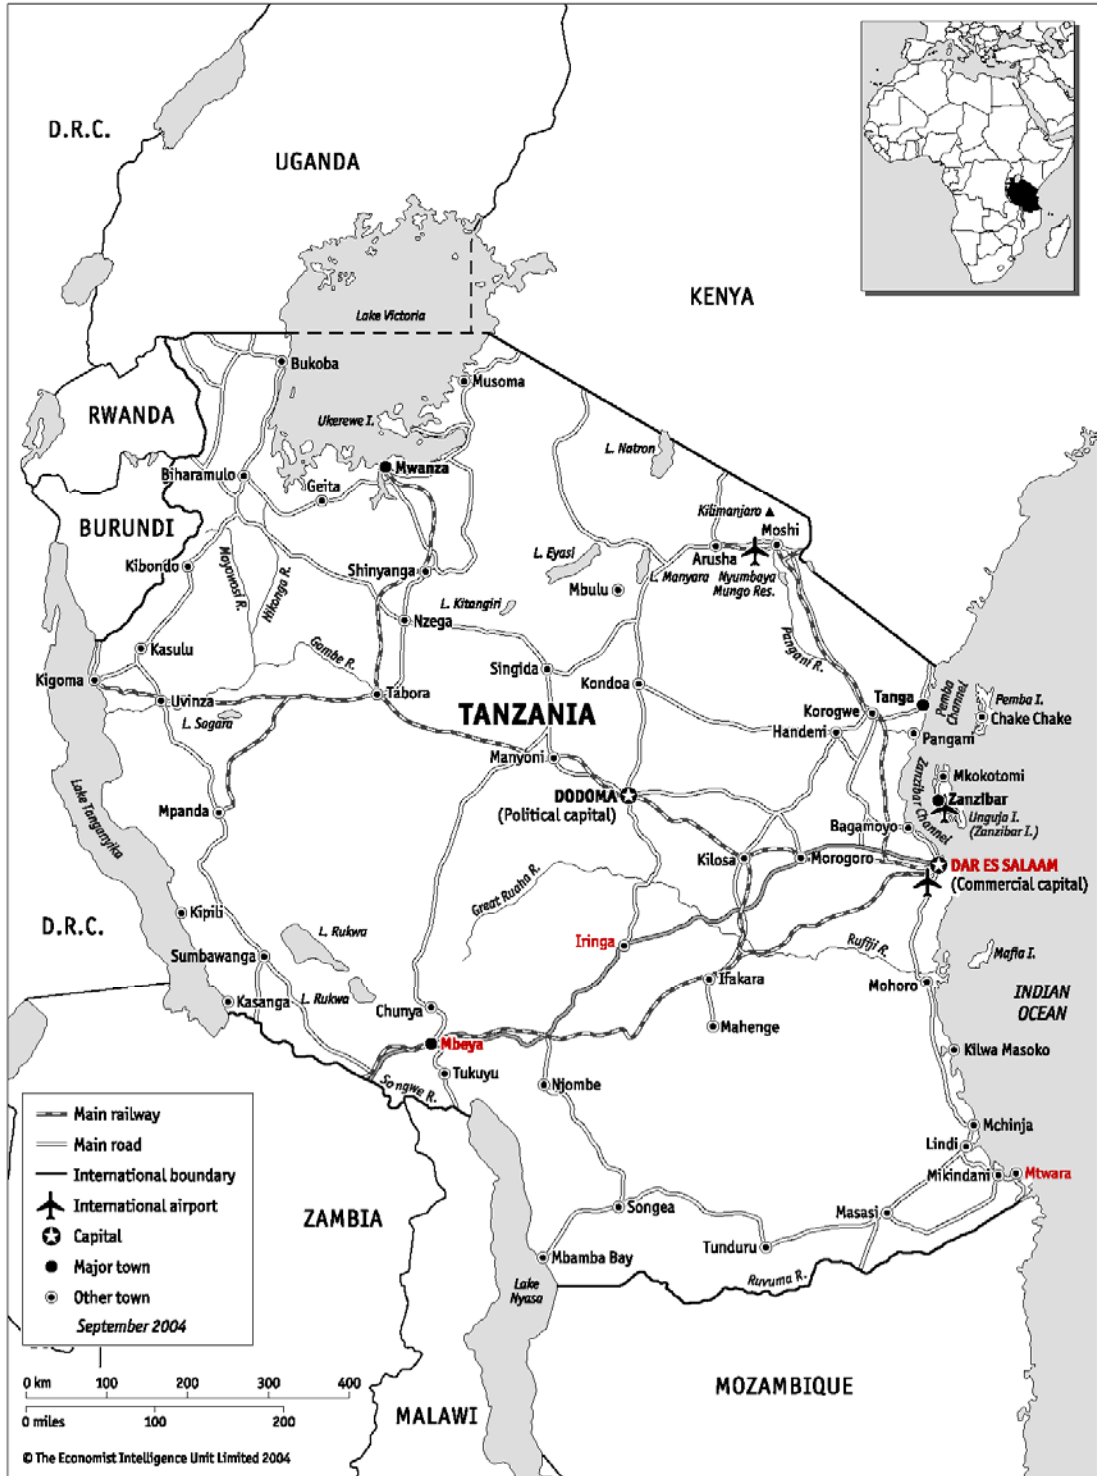 D.R.C.
UGANDA
KENYA
Lake Victoria
Bukoba
Musoma
RWANDA
Ukerewe I.
L. Natron
Mwanza
Biharamulo
Geita
Kilimanjaro
BURUNDI
Moshi
Arusha
Kibondo
Moyowosi R.
Nikonga R.
Shinyanga
L. Eyasi
L. Manyara
Nyumbaya
Mungo Res.
Mbulu
L. Kitangiri
Nzega
Pangani R.
Kasulu
Gombe R.
Singida
Kigoma
Kondoa
Uvinza
Tabora
Tanga
Pemba
Channel
Pemba I.
Chake Chake
L. Sagara
TANZANIA
Korogwe
Handeni
Pangani
Manyoni
Zanzibar
Channel
Mkokotomi
Lake Tanganyika
Mpanda
DODOMA
(Political capital)
Zanzibar
Unguja I.
(Zanzibar I.)
Bagamoyo
Kilosa
Morogoro
DAR ES SALAAM
(Commercial capital)
Great Ruaha R.
D.R.C.
Kipili
L. Rukwa
Iringa
Rufiji R.
Mafia I.
Sumbawanga
Ifakara
Mohoro
INDIAN
OCEAN
Kasanga
L. Rukwa
Chunya
Mahenge
Mbeya
Kilwa Masoko
Songwe R.
Tukuyu
Njombe
Main railway
Main road
International boundary
International airport
Capital
Major town
Other town
September 2004
Mchinja
Lindi
Mikindani
Mtwara
ZAMBIA
Songea
Masasi
Tunduru
Mbamba Bay
Ruvuma R.
Lake
Nyasa
0 km 100 200 300 400
0 miles 100 200
MALAWI
MOZAMBIQUE
© The Economist Intelligence Unit Limited 2004